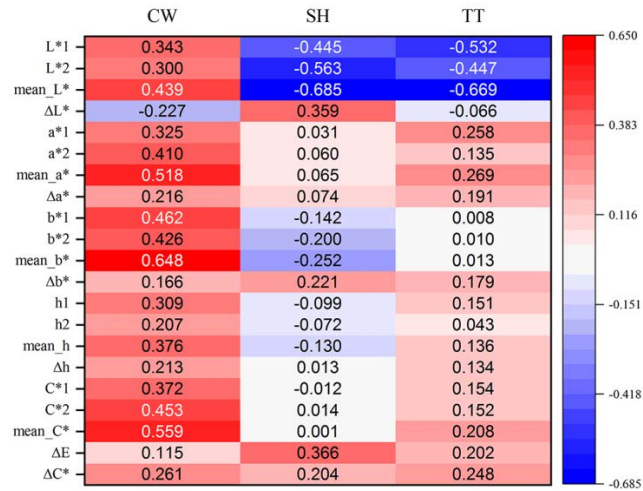 CW SH TT
L*1 0.343 -0.445 -0.532
L*2 0.300 -0.563 -0.447
mean_L* 0.439 -0.685 -0.669
ΔL* -0.227 0.359 -0.066
a*1 0.325 0.031 0.258
a*2 0.410 0.060 0.135
mean_a* 0.518 0.065 0.269
Δa* 0.216 0.074 0.191
b*1 0.462 -0.142 0.008
b*2 0.426 -0.200 0.010
mean_b* 0.648 -0.252 0.013
Δb* 0.166 0.221 0.179
h1 0.309 -0.099 0.151
h2 0.207 -0.072 0.043
mean_h 0.376 -0.130 0.136
Δh 0.213 0.013 0.134
C*1 0.372 -0.012 0.154
C*2 0.453 0.014 0.152
mean_C* 0.559 0.001 0.208
ΔE 0.115 0.366 0.202
ΔC* 0.261 0.204 0.248
0.650
0.383
0.116
-0.151
-0.418
-0.685